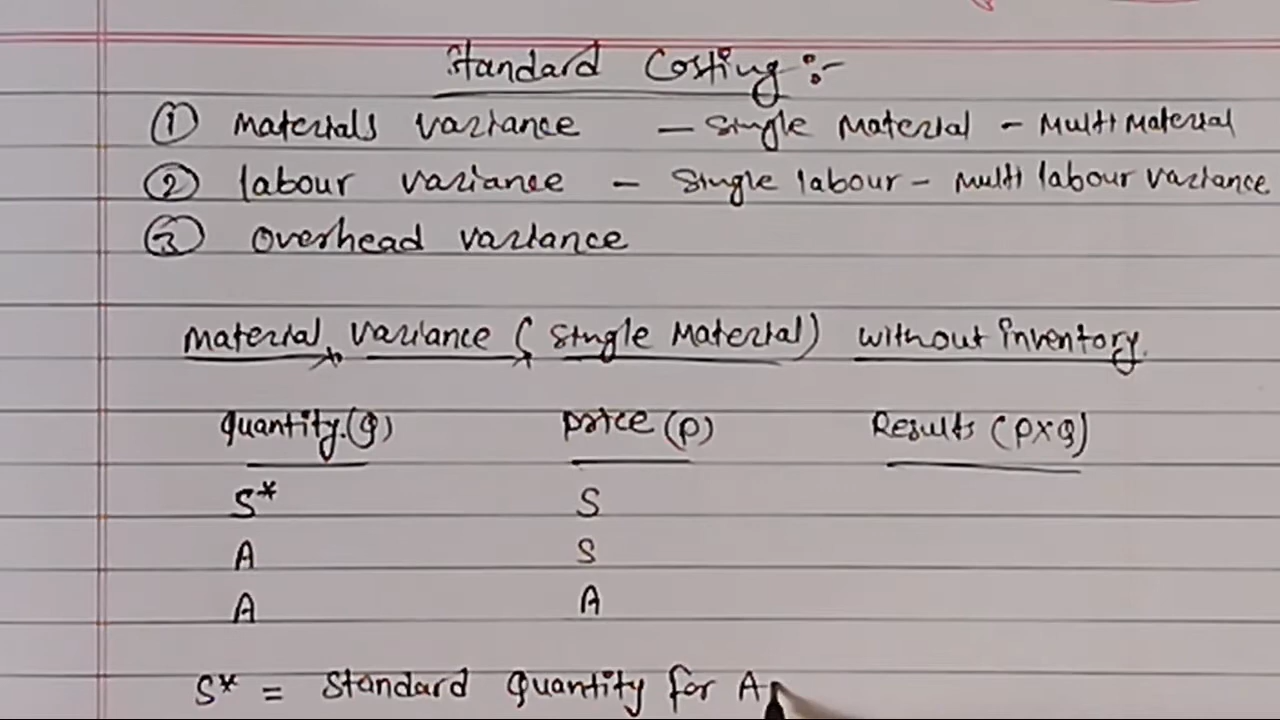 Standard Costing :-
① Materials variance - Single Material - Multi Material
② labour variance - Single labour - Multi labour variance
③ overhead variance
Material variance (Single Material) without inventory.
Quantity.(Q) Price (P) Results (P×Q)
S* S
A S
A A
S* = Standard Quantity for A